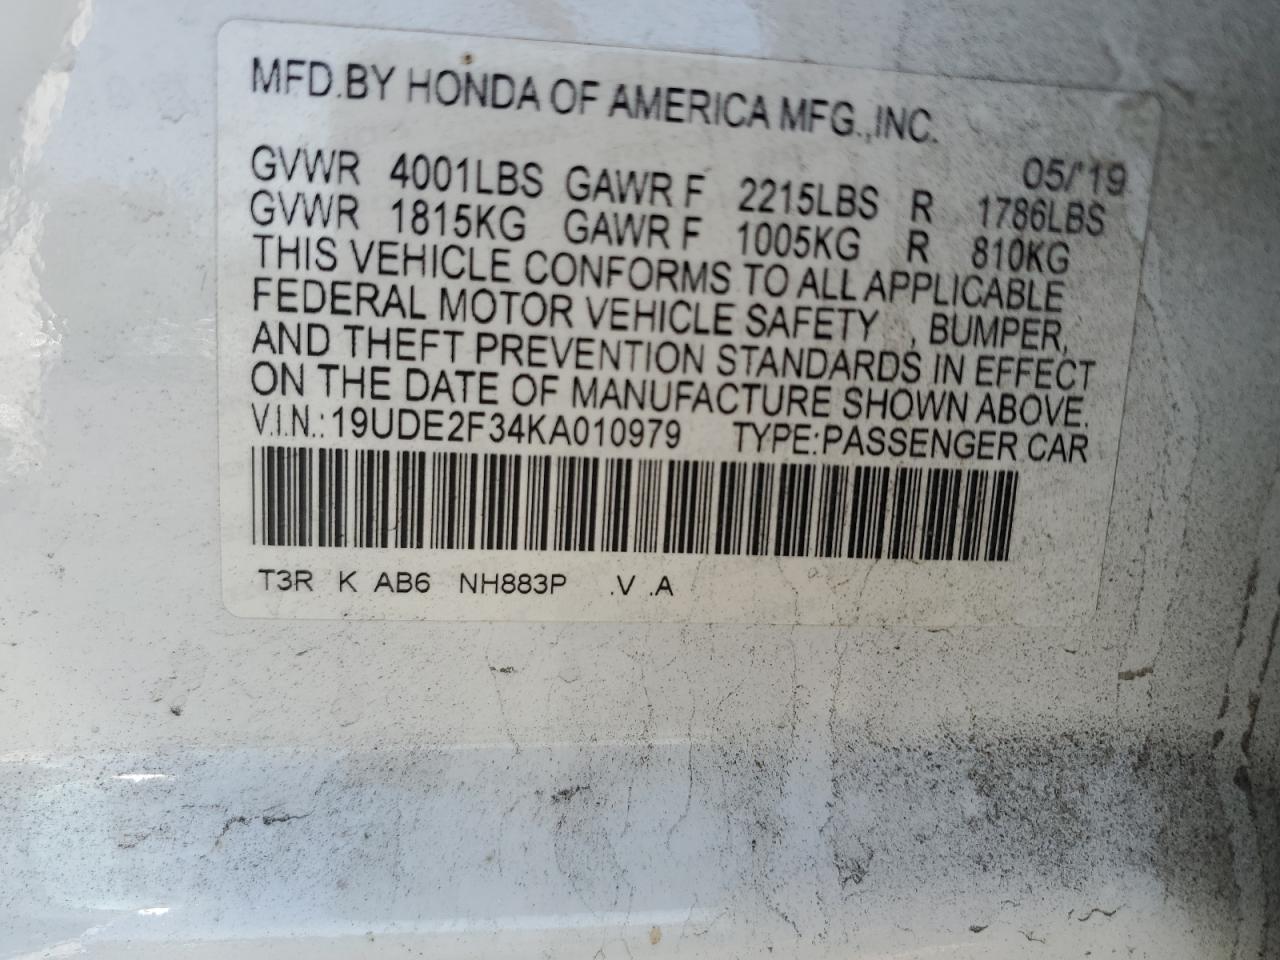 MFD.BY HONDA OF AMERICA MFG.,INC.
05/'19
GVWR 4001LBS GAWR F 2215LBS R 1786LBS
GVWR 1815KG GAWR F 1005KG R 810KG
THIS VEHICLE CONFORMS TO ALL APPLICABLE
FEDERAL MOTOR VEHICLE SAFETY , BUMPER,
AND THEFT PREVENTION STANDARDS IN EFFECT
ON THE DATE OF MANUFACTURE SHOWN ABOVE.
V.I.N.: 19UDE2F34KA010979 TYPE:PASSENGER CAR
T3R K AB6 NH883P .V .A